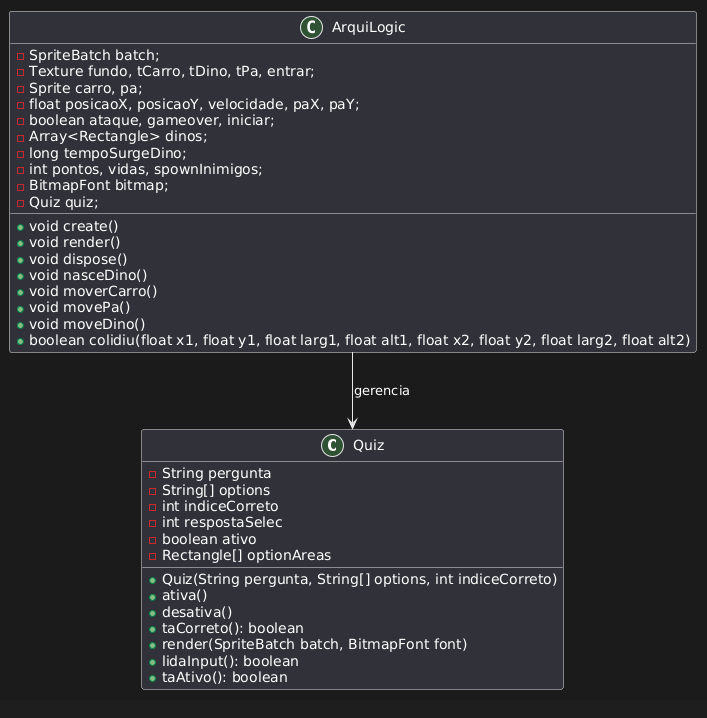 C ArquiLogic
SpriteBatch batch;
Texture fundo, tCarro, tDino, tPa, entrar;
Sprite carro, pa;
float posicaoX, posicaoY, velocidade, paX, paY;
boolean ataque, gameover, iniciar;
Array<Rectangle> dinos;
long tempoSurgeDino;
int pontos, vidas, spawnInimigos;
BitmapFont bitmap;
Quiz quiz;
void create()
void render()
void dispose()
void nasceDino()
void moverCarro()
void movePa()
void moveDino()
boolean colidiu(float x1, float y1, float larg1, float alt1, float x2, float y2, float larg2, float alt2)
gerencia
C Quiz
String pergunta
String[] options
int indiceCorreto
int respostaSelec
boolean ativo
Rectangle[] optionAreas
Quiz(String pergunta, String[] options, int indiceCorreto)
ativa()
desativa()
taCorreto(): boolean
render(SpriteBatch batch, BitmapFont font)
lidaInput(): boolean
taAtivo(): boolean